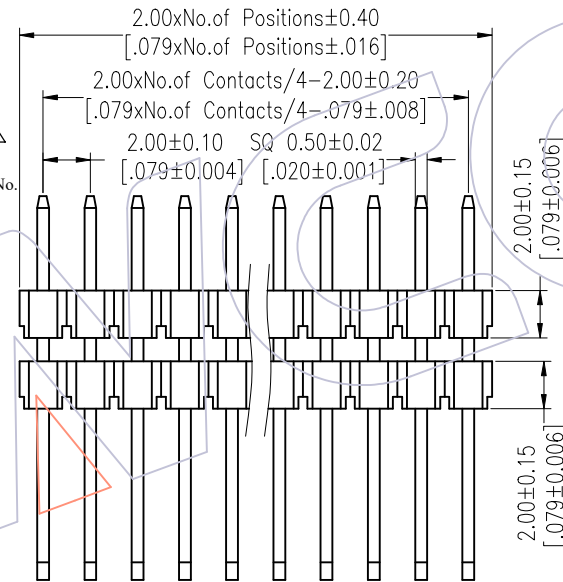 2.00xNo.of Positions±0.40
[.079xNo.of Positions±.016]
2.00xNo.of Contacts/4-2.00±0.20
[.079xNo.of Contacts/4-.079±.008]
2.00±0.10 SQ 0.50±0.02
[.079±0.004] [.020±0.001]
No.
2.00±0.15
[.079±0.006]
2.00±0.15
[.079±0.006]